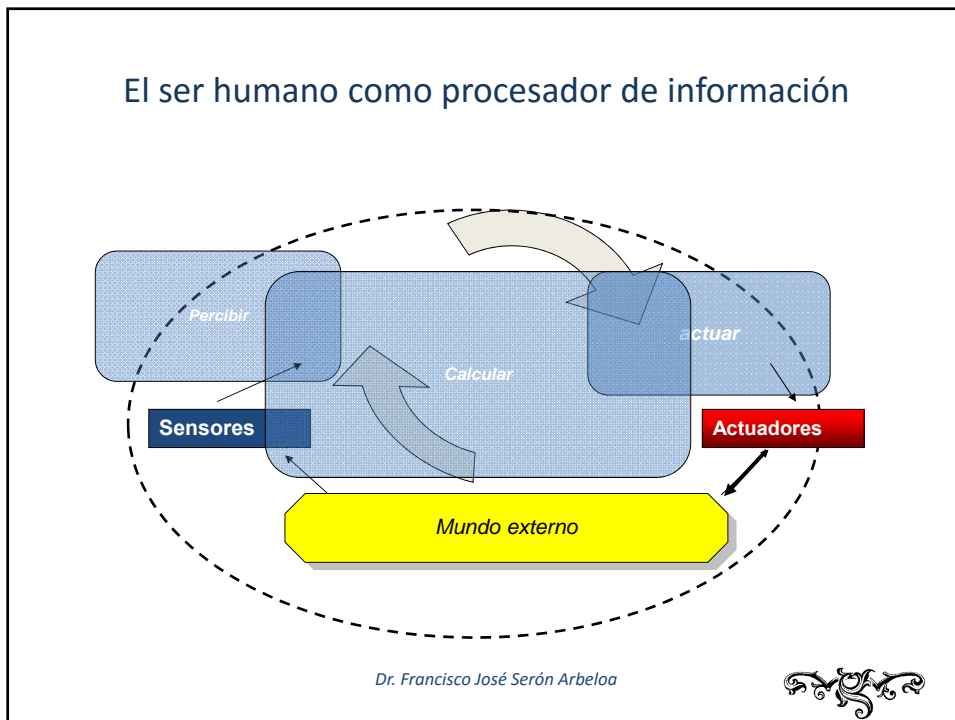 El ser humano como procesador de información
Percibir
actuar
Calcular
Sensores
Actuadores
Mundo externo
Dr. Francisco José Serón Arbeloa